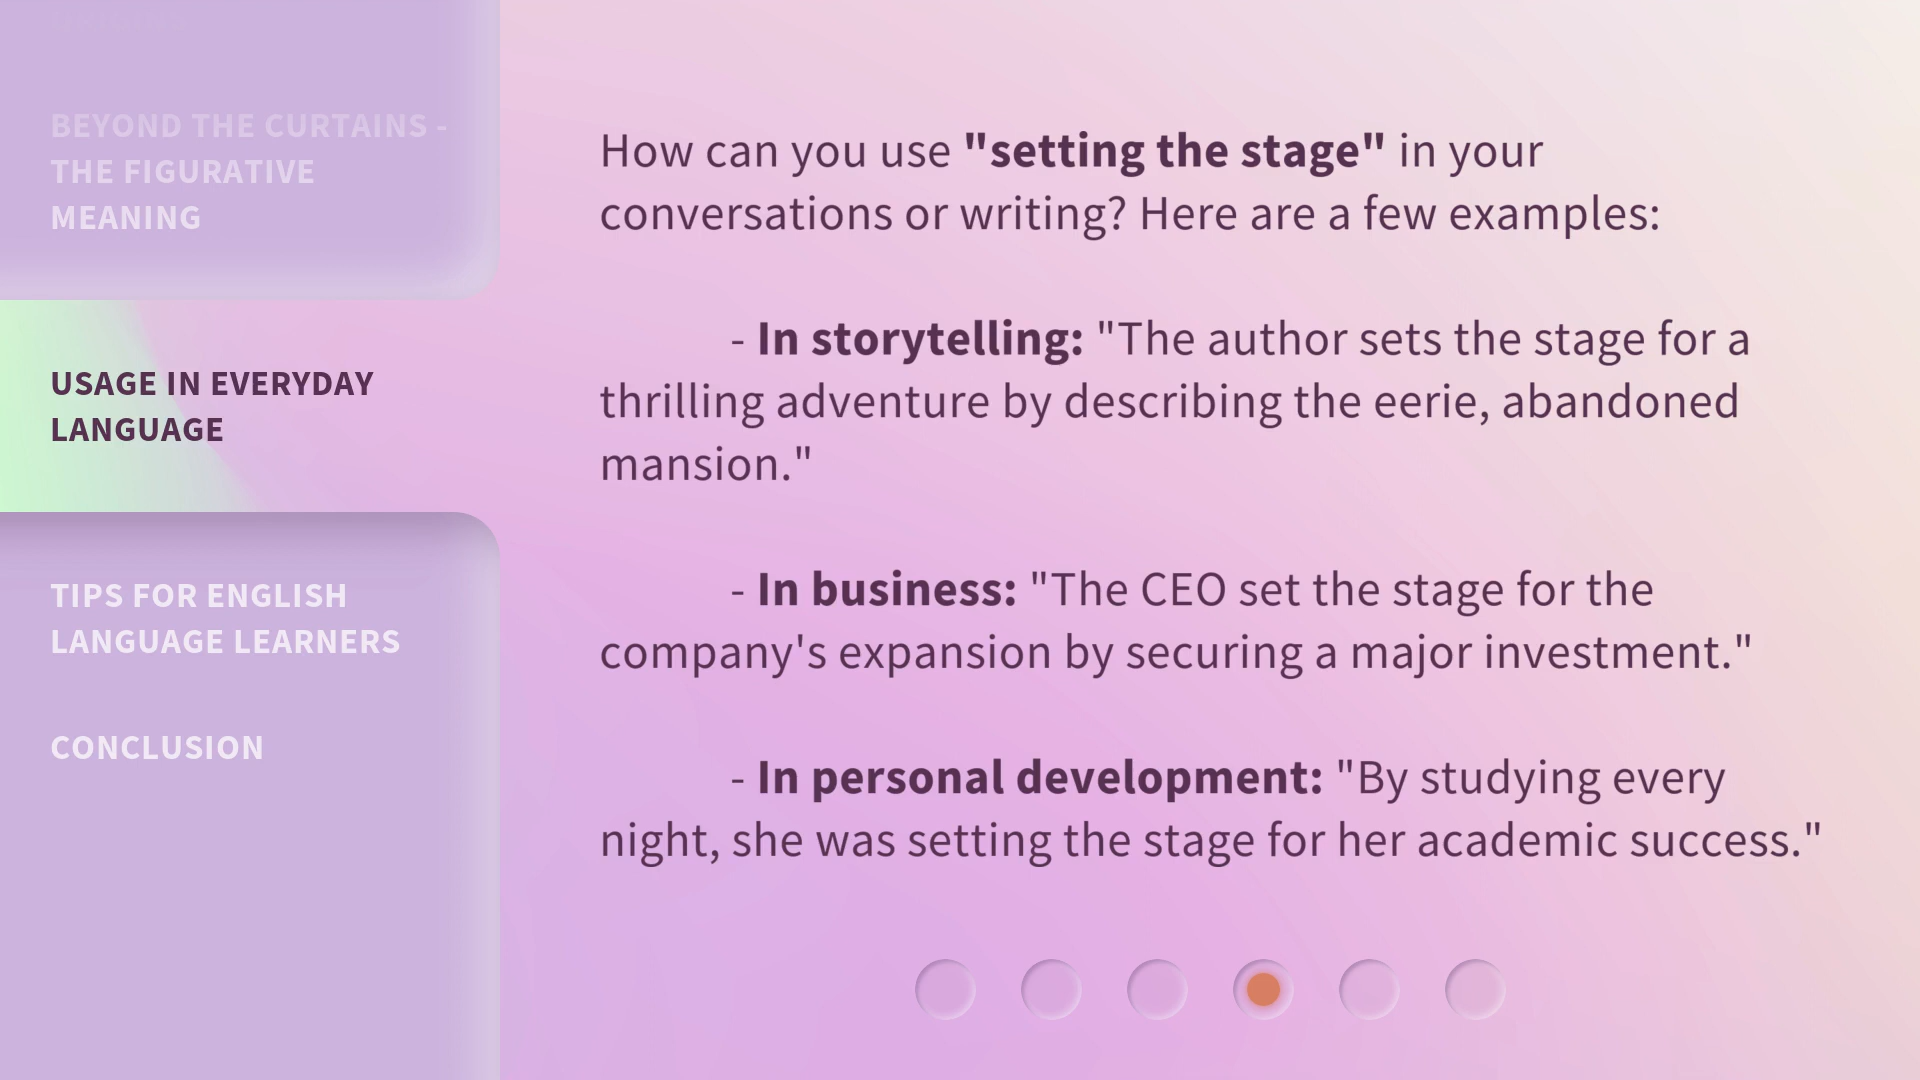 BEYOND THE CURTAINS -
THE FIGURATIVE
MEANING
USAGE IN EVERYDAY
LANGUAGE
TIPS FOR ENGLISH
LANGUAGE LEARNERS
CONCLUSION
How can you use "setting the stage" in your
conversations or writing? Here are a few examples:
- In storytelling: "The author sets the stage for a
thrilling adventure by describing the eerie, abandoned
mansion."
- In business: "The CEO set the stage for the
company's expansion by securing a major investment."
- In personal development: "By studying every
night, she was setting the stage for her academic success."